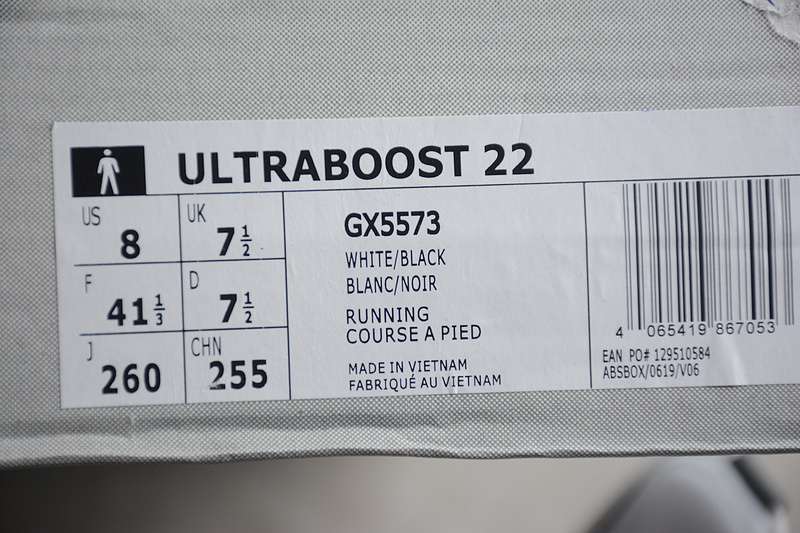 ULTRABOOST 22
US 8
UK 7 1/2
F 41 1/3
D 7 1/2
J 260
CHN 255
GX5573
WHITE/BLACK
BLANC/NOIR
RUNNING
COURSE A PIED
MADE IN VIETNAM
FABRIQUÉ AU VIETNAM
4 065419 867053
EAN PO# 129510584
ABSBOX/0619/V06